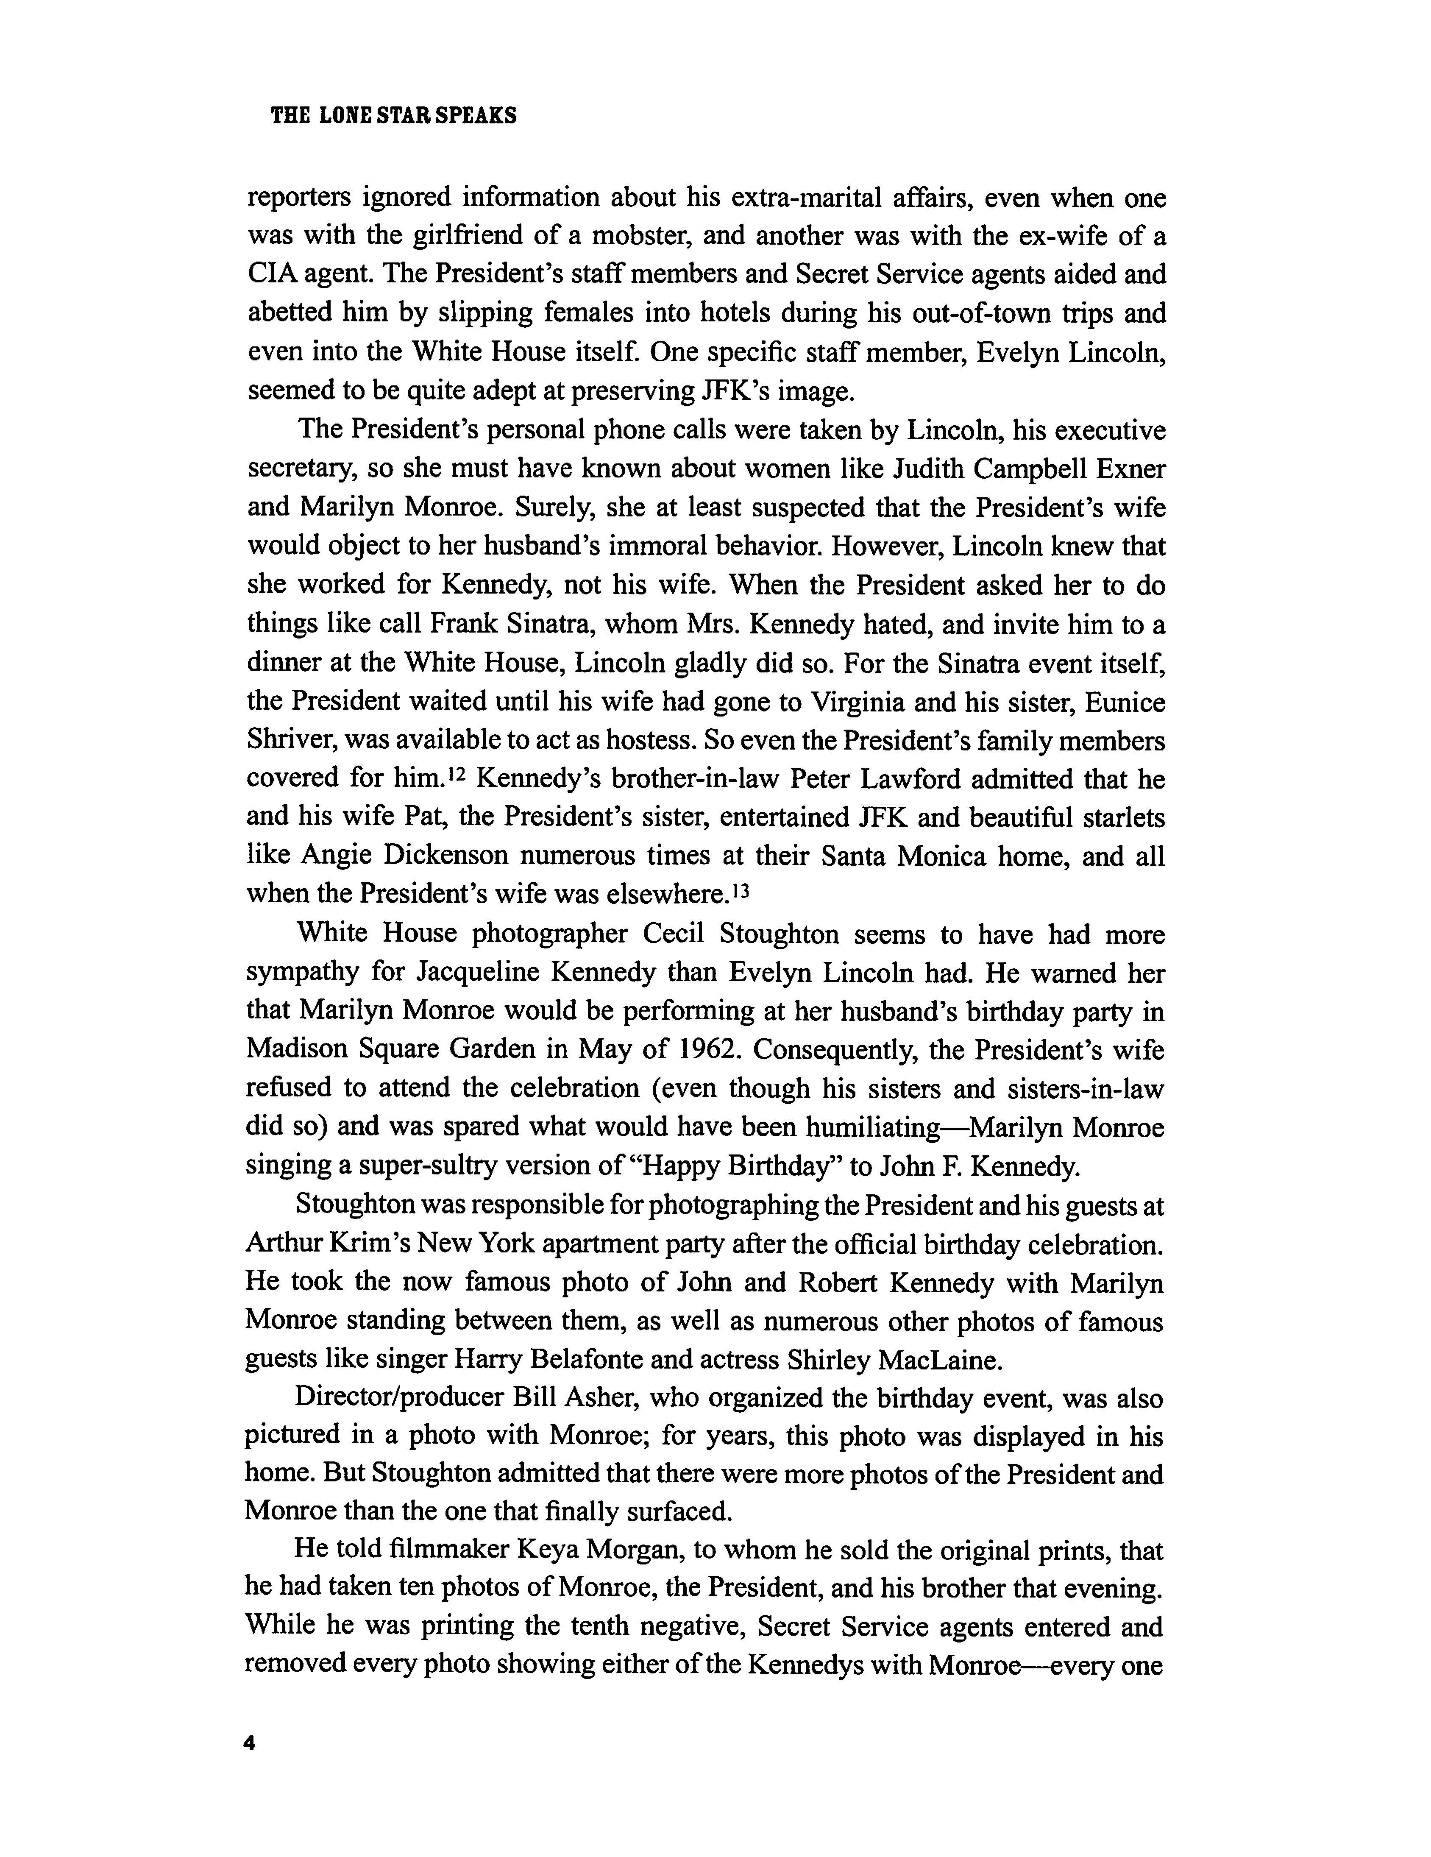 THE LONE STAR SPEAKS
reporters ignored information about his extra-marital affairs, even when one
was with the girlfriend of a mobster, and another was with the ex-wife of a
CIA agent. The President's staff members and Secret Service agents aided and
abetted him by slipping females into hotels during his out-of-town trips and
even into the White House itself. One specific staff member, Evelyn Lincoln,
seemed to be quite adept at preserving JFK's image.
The President's personal phone calls were taken by Lincoln, his executive
secretary, so she must have known about women like Judith Campbell Exner
and Marilyn Monroe. Surely, she at least suspected that the President's wife
would object to her husband's immoral behavior. However, Lincoln knew that
she worked for Kennedy, not his wife. When the President asked her to do
things like call Frank Sinatra, whom Mrs. Kennedy hated, and invite him to a
dinner at the White House, Lincoln gladly did so. For the Sinatra event itself,
the President waited until his wife had gone to Virginia and his sister, Eunice
Shriver, was available to act as hostess. So even the President's family members
covered for him.12 Kennedy's brother-in-law Peter Lawford admitted that he
and his wife Pat, the President's sister, entertained JFK and beautiful starlets
like Angie Dickenson numerous times at their Santa Monica home, and all
when the President's wife was elsewhere.13
White House photographer Cecil Stoughton seems to have had more
sympathy for Jacqueline Kennedy than Evelyn Lincoln had. He warned her
that Marilyn Monroe would be performing at her husband's birthday party in
Madison Square Garden in May of 1962. Consequently, the President's wife
refused to attend the celebration (even though his sisters and sisters-in-law
did so) and was spared what would have been humiliating—Marilyn Monroe
singing a super-sultry version of "Happy Birthday" to John F. Kennedy.
Stoughton was responsible for photographing the President and his guests at
Arthur Krim's New York apartment party after the official birthday celebration.
He took the now famous photo of John and Robert Kennedy with Marilyn
Monroe standing between them, as well as numerous other photos of famous
guests like singer Harry Belafonte and actress Shirley MacLaine.
Director/producer Bill Asher, who organized the birthday event, was also
pictured in a photo with Monroe; for years, this photo was displayed in his
home. But Stoughton admitted that there were more photos of the President and
Monroe than the one that finally surfaced.
He told filmmaker Keya Morgan, to whom he sold the original prints, that
he had taken ten photos of Monroe, the President, and his brother that evening.
While he was printing the tenth negative, Secret Service agents entered and
removed every photo showing either of the Kennedys with Monroe—every one
4